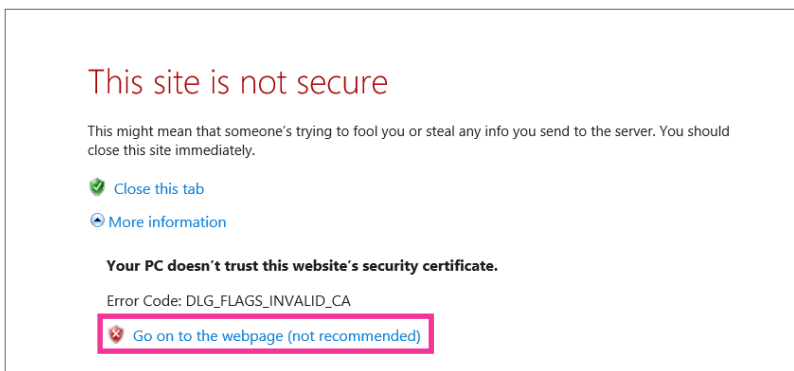 This site is not secure
This might mean that someone's trying to fool you or steal any info you send to the server. You should
close this site immediately.
Close this tab
More information
Your PC doesn't trust this website's security certificate.
Error Code: DLG_FLAGS_INVALID_CA
Go on to the webpage (not recommended)